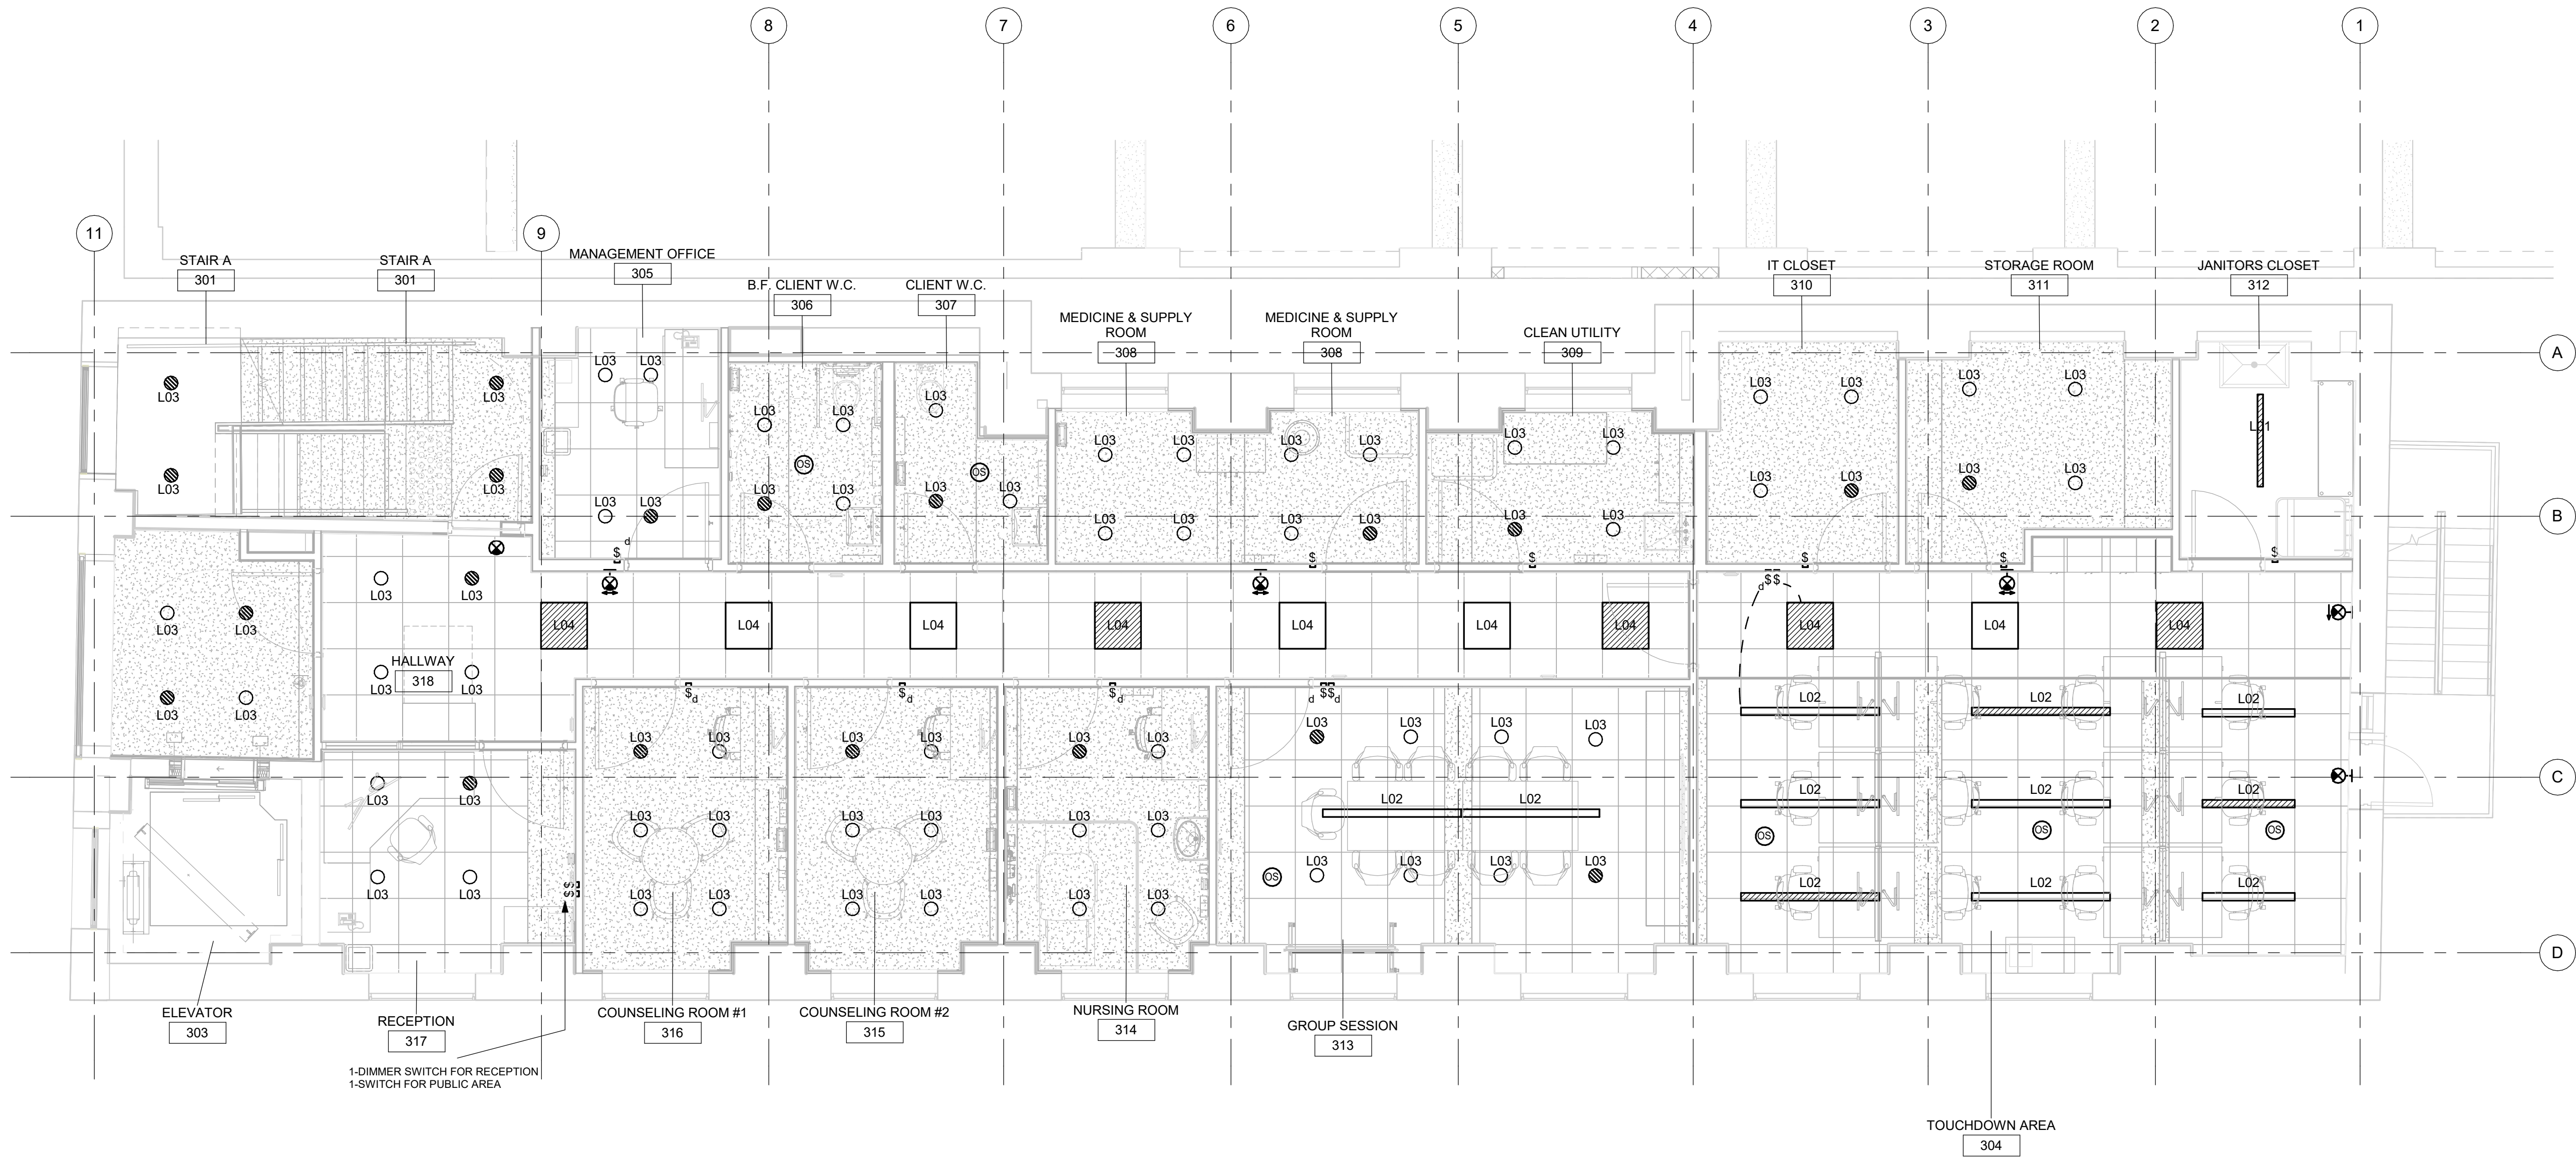 8
7
6
5
4
3
2
1
11
9
STAIR A
301
STAIR A
301
MANAGEMENT OFFICE
305
B.F. CLIENT W.C.
306
CLIENT W.C.
307
MEDICINE & SUPPLY
ROOM
308
MEDICINE & SUPPLY
ROOM
308
CLEAN UTILITY
309
IT CLOSET
310
STORAGE ROOM
311
JANITORS CLOSET
312
A
L03 L03
L03 L03
L03 L03
L03 L03
L03 L03
L03 L03
OS
L03 L03
L03
OS
L03 L03
L03 L03
L03 L03
L03 L03
L03 L03
L03 L03
L03 L03
L03 L03
L03 L03
L03 L03
L03 L03
L03 L03
L01
B
$ d
$
$
$
$
$
d $$
L03 L03
L03 L03
HALLWAY
318
L03 L03
L03 L03
L04 L04 L04 L04 L04 L04 L04 L04 L04 L04
$d
$d
$d
d $$d
L03 L03
L03 L03
$$
L03 L03
L03 L03
L03 L03
L03 L03
L03 L03
L03 L03
L03 L03
L03 L03
L03 L03
L03 L03 L03 L03
L02 L02
L03 L03 L03 L03
OS
L02 L02 L02
L02 L02 L02
OS OS OS
L02 L02 L02
C
D
ELEVATOR
303
RECEPTION
317
1-DIMMER SWITCH FOR RECEPTION
1-SWITCH FOR PUBLIC AREA
COUNSELING ROOM #1
316
COUNSELING ROOM #2
315
NURSING ROOM
314
GROUP SESSION
313
TOUCHDOWN AREA
304